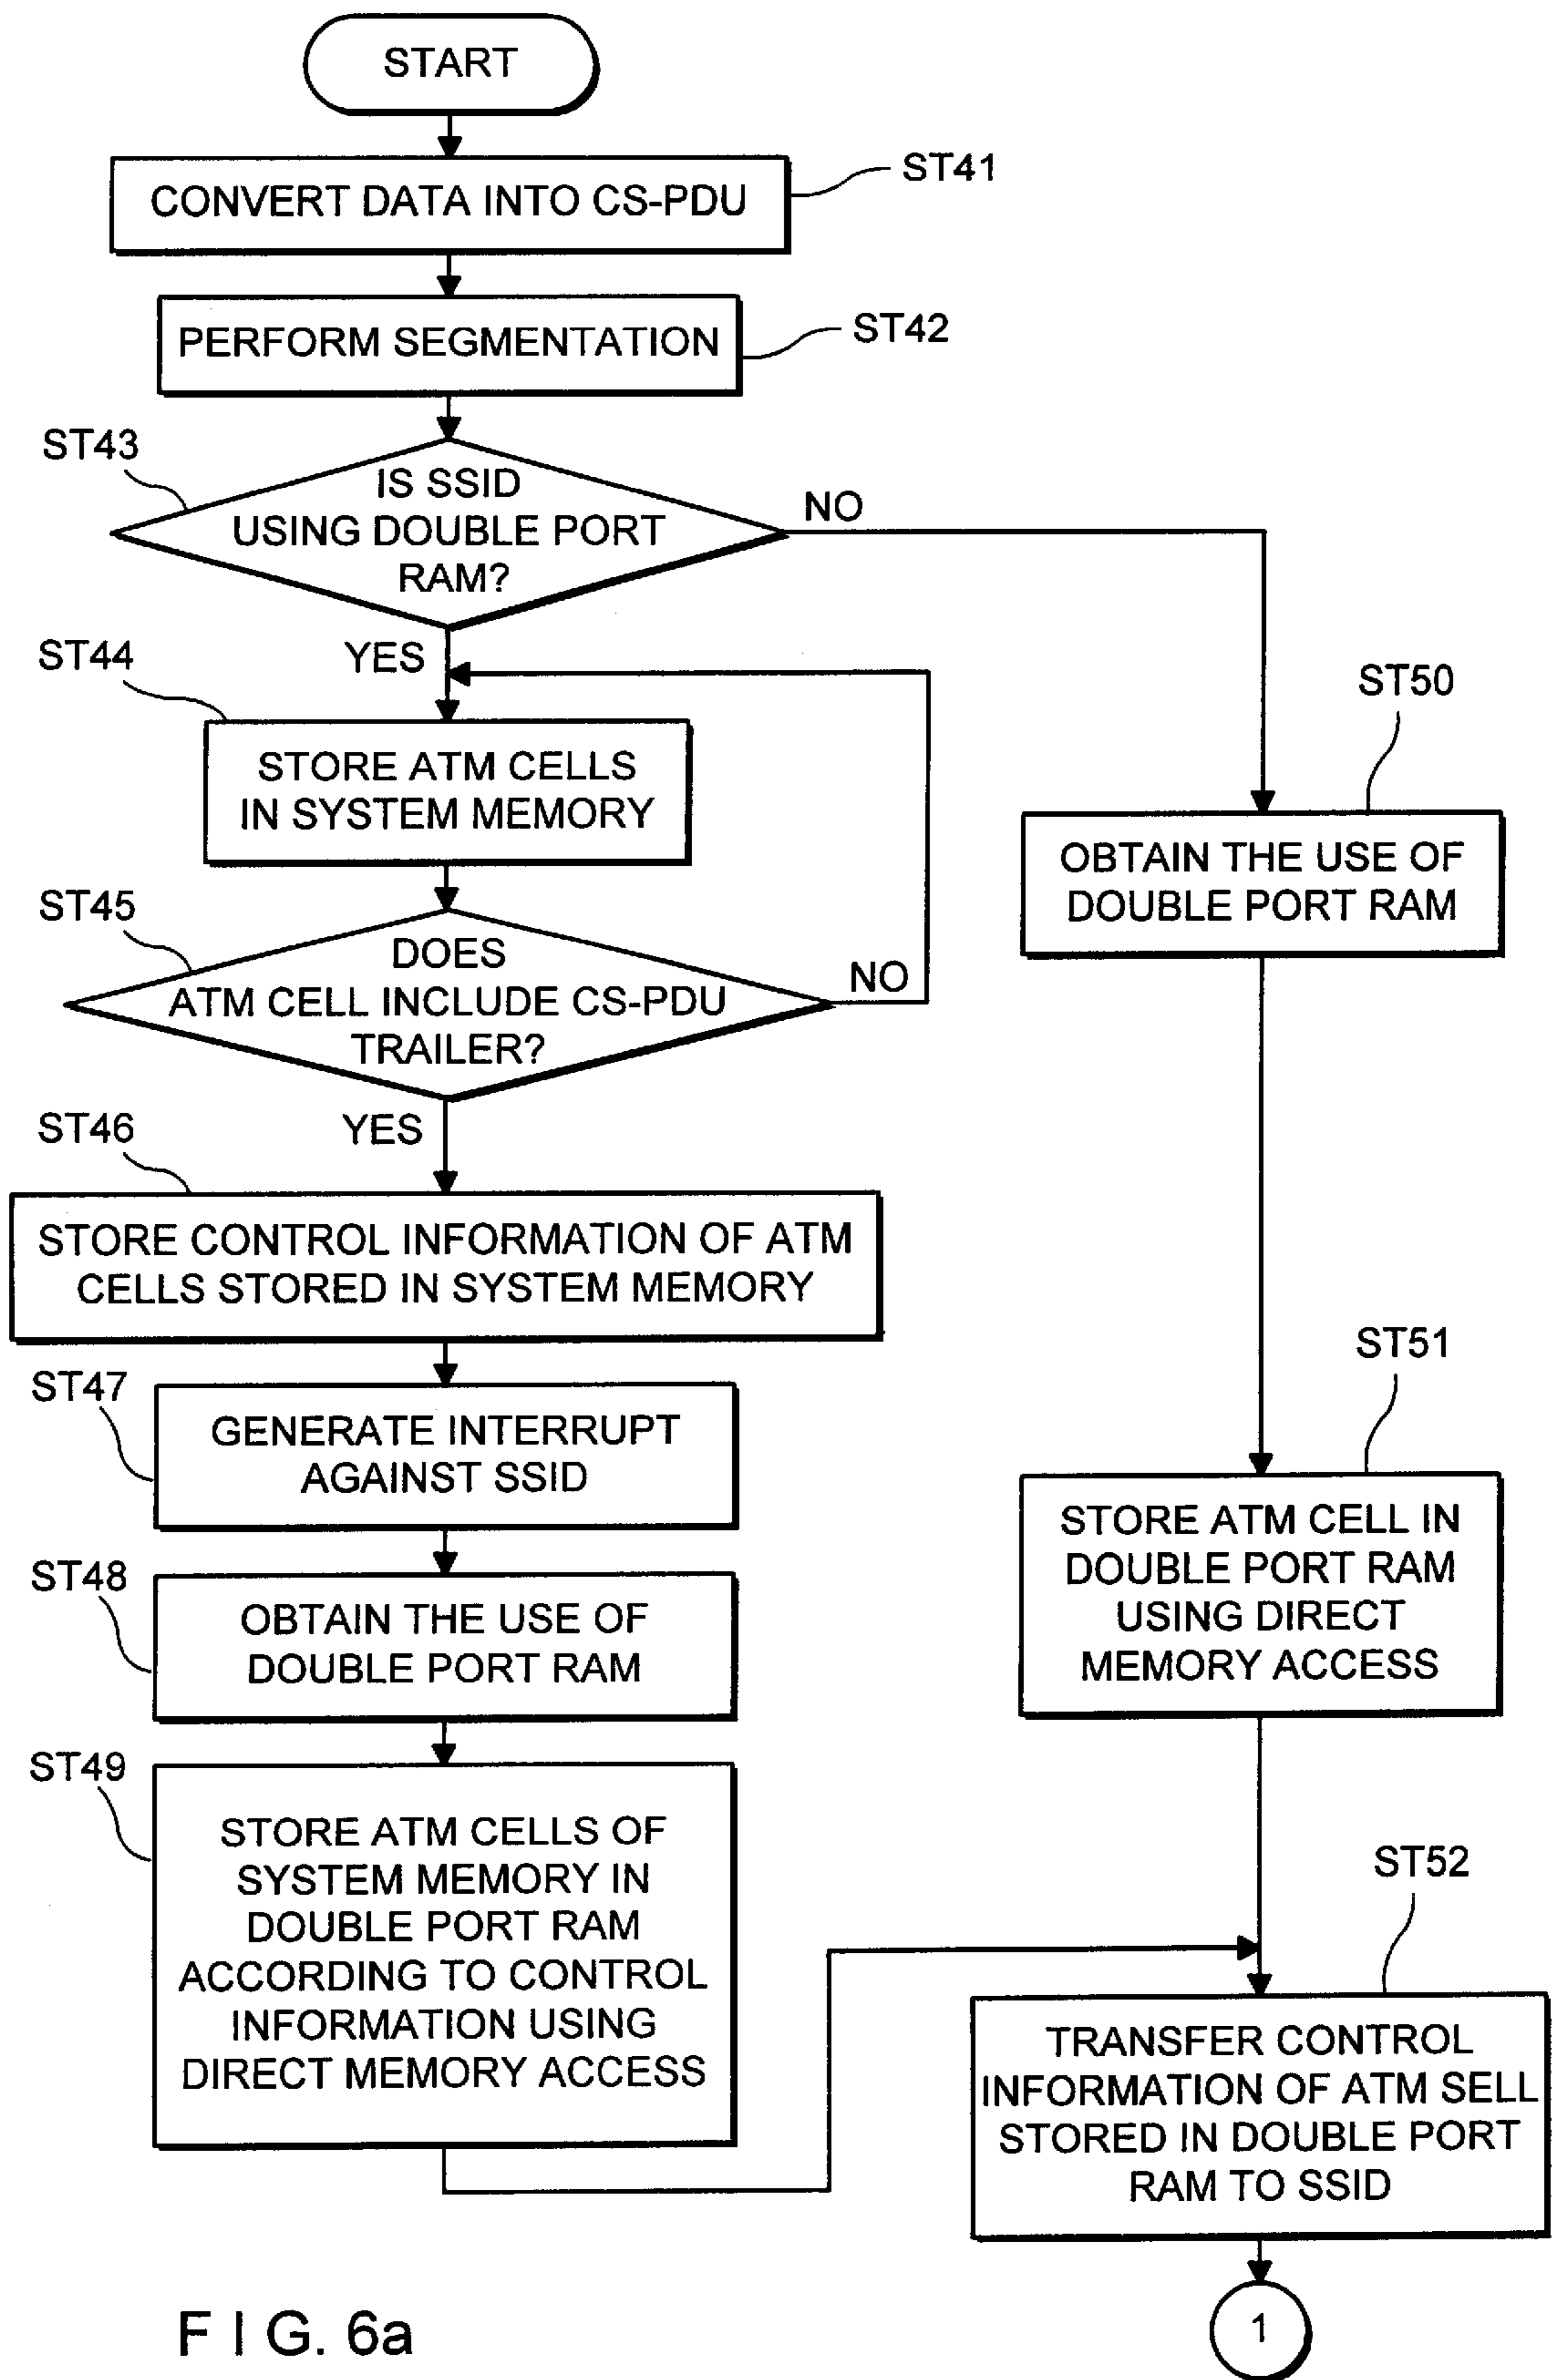 START
CONVERT DATA INTO CS-PDU
ST41
PERFORM SEGMENTATION
ST42
ST43
IS SSID
USING DOUBLE PORT
RAM?
NO
YES
ST44
STORE ATM CELLS
IN SYSTEM MEMORY
ST45
DOES
ATM CELL INCLUDE CS-PDU
TRAILER?
NO
YES
ST46
STORE CONTROL INFORMATION OF ATM
CELLS STORED IN SYSTEM MEMORY
ST47
GENERATE INTERRUPT
AGAINST SSID
ST48
OBTAIN THE USE OF
DOUBLE PORT RAM
ST49
STORE ATM CELLS OF
SYSTEM MEMORY IN
DOUBLE PORT RAM
ACCORDING TO CONTROL
INFORMATION USING
DIRECT MEMORY ACCESS
ST50
OBTAIN THE USE OF
DOUBLE PORT RAM
ST51
STORE ATM CELL IN
DOUBLE PORT RAM
USING DIRECT
MEMORY ACCESS
ST52
TRANSFER CONTROL
INFORMATION OF ATM SELL
STORED IN DOUBLE PORT
RAM TO SSID
1
FIG. 6a